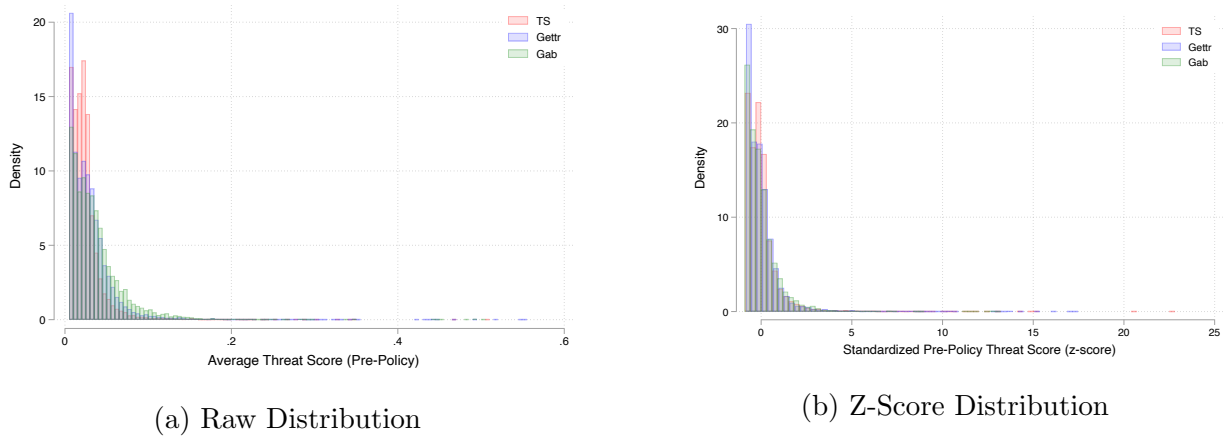 20
15
10
5
0
Density
0
.2
.4
.6
Average Threat Score (Pre-Policy)
TS
Gettr
Gab
(a) Raw Distribution
30
20
10
0
Density
0
5
10
15
20
25
Standardized Pre-Policy Threat Score (z-score)
TS
Gettr
Gab
(b) Z-Score Distribution